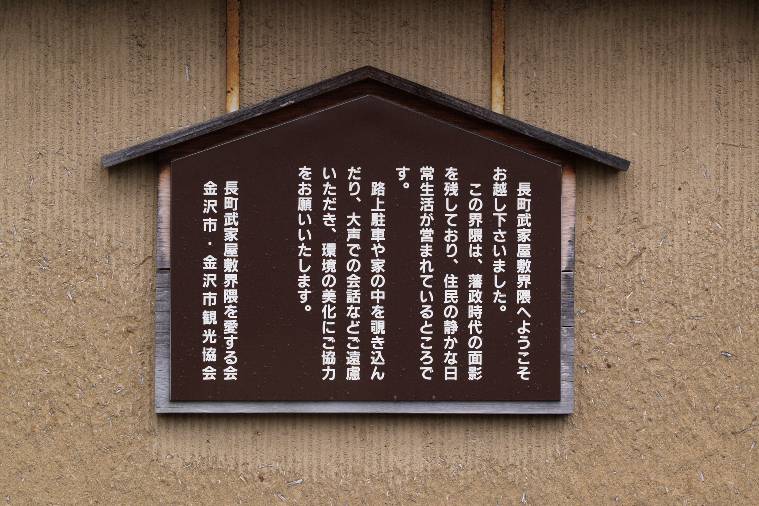 長町武家屋敷界隈へようこそ
お越し下さいました。
この界隈は、藩政時代の面影
を残しており、住民の静かな日
常生活が営まれているところで
す。
路上駐車や家の中を覗き込ん
だり、大声での会話などご遠慮
いただき、環境の美化にご協力
をお願いいたします。
長町武家屋敷界隈を愛する会
金沢市・金沢市観光協会